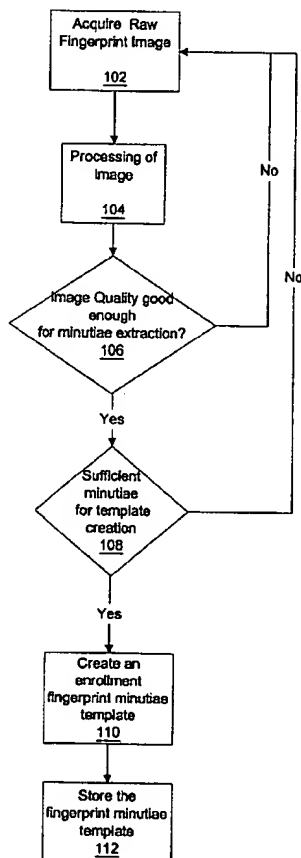 Acquire Raw
Fingerprint Image
102
Processing of
Image
104
No
No
Image Quality good
enough
for minutiae extraction?
106
Yes
Sufficient
minutiae
for template
creation
108
Yes
Create an
enrollment
fingerprint minutiae
template
110
Store the
fingerprint minutiae
template
112